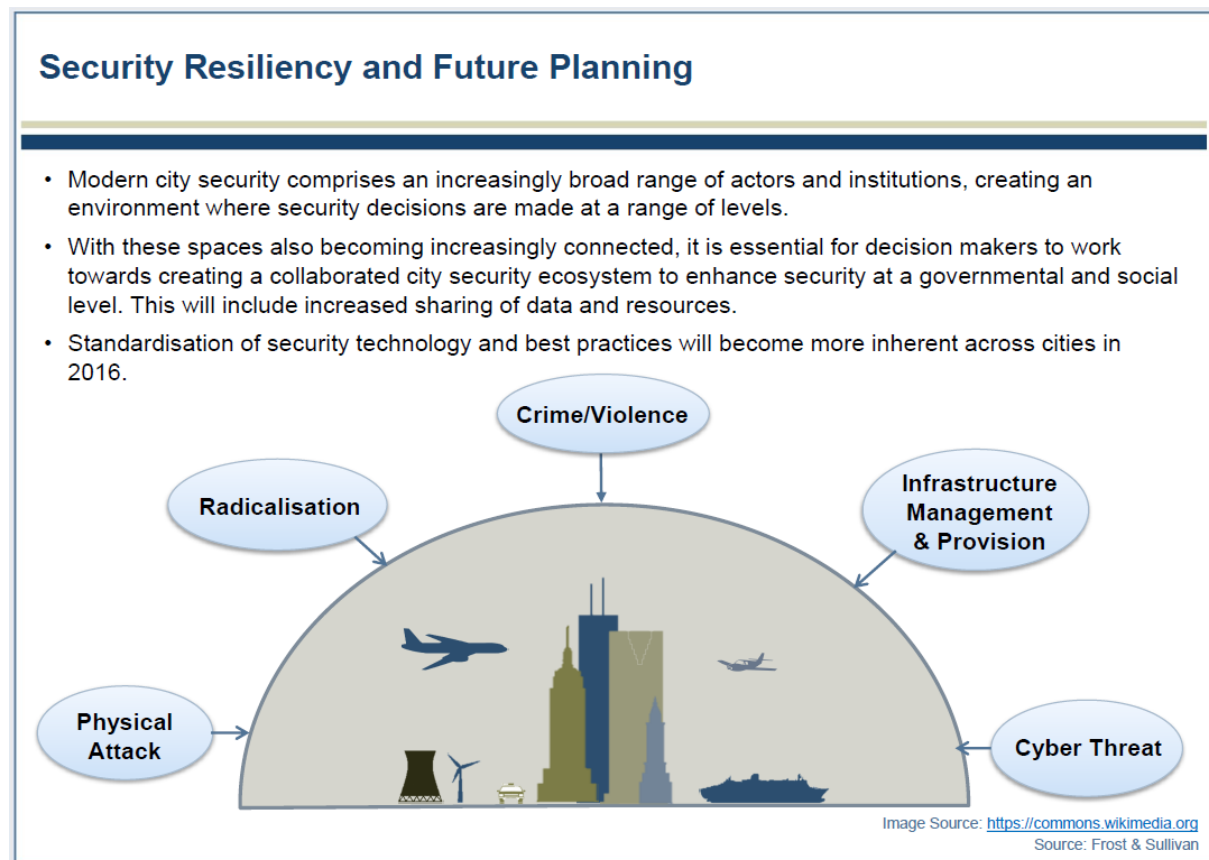 Security Resiliency and Future Planning
• Modern city security comprises an increasingly broad range of actors and institutions, creating an
environment where security decisions are made at a range of levels.
• With these spaces also becoming increasingly connected, it is essential for decision makers to work
towards creating a collaborated city security ecosystem to enhance security at a governmental and social
level. This will include increased sharing of data and resources.
• Standardisation of security technology and best practices will become more inherent across cities in
2016.
Crime/Violence
Radicalisation
Infrastructure
Management
& Provision
Physical
Attack
Cyber Threat
Image Source: https://commons.wikimedia.org
Source: Frost & Sullivan